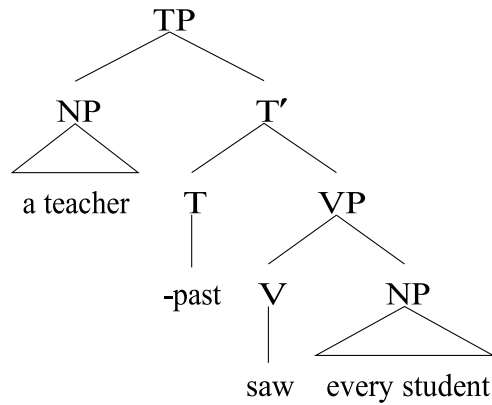 TP
NP T′
a teacher T VP
-past V NP
saw every student